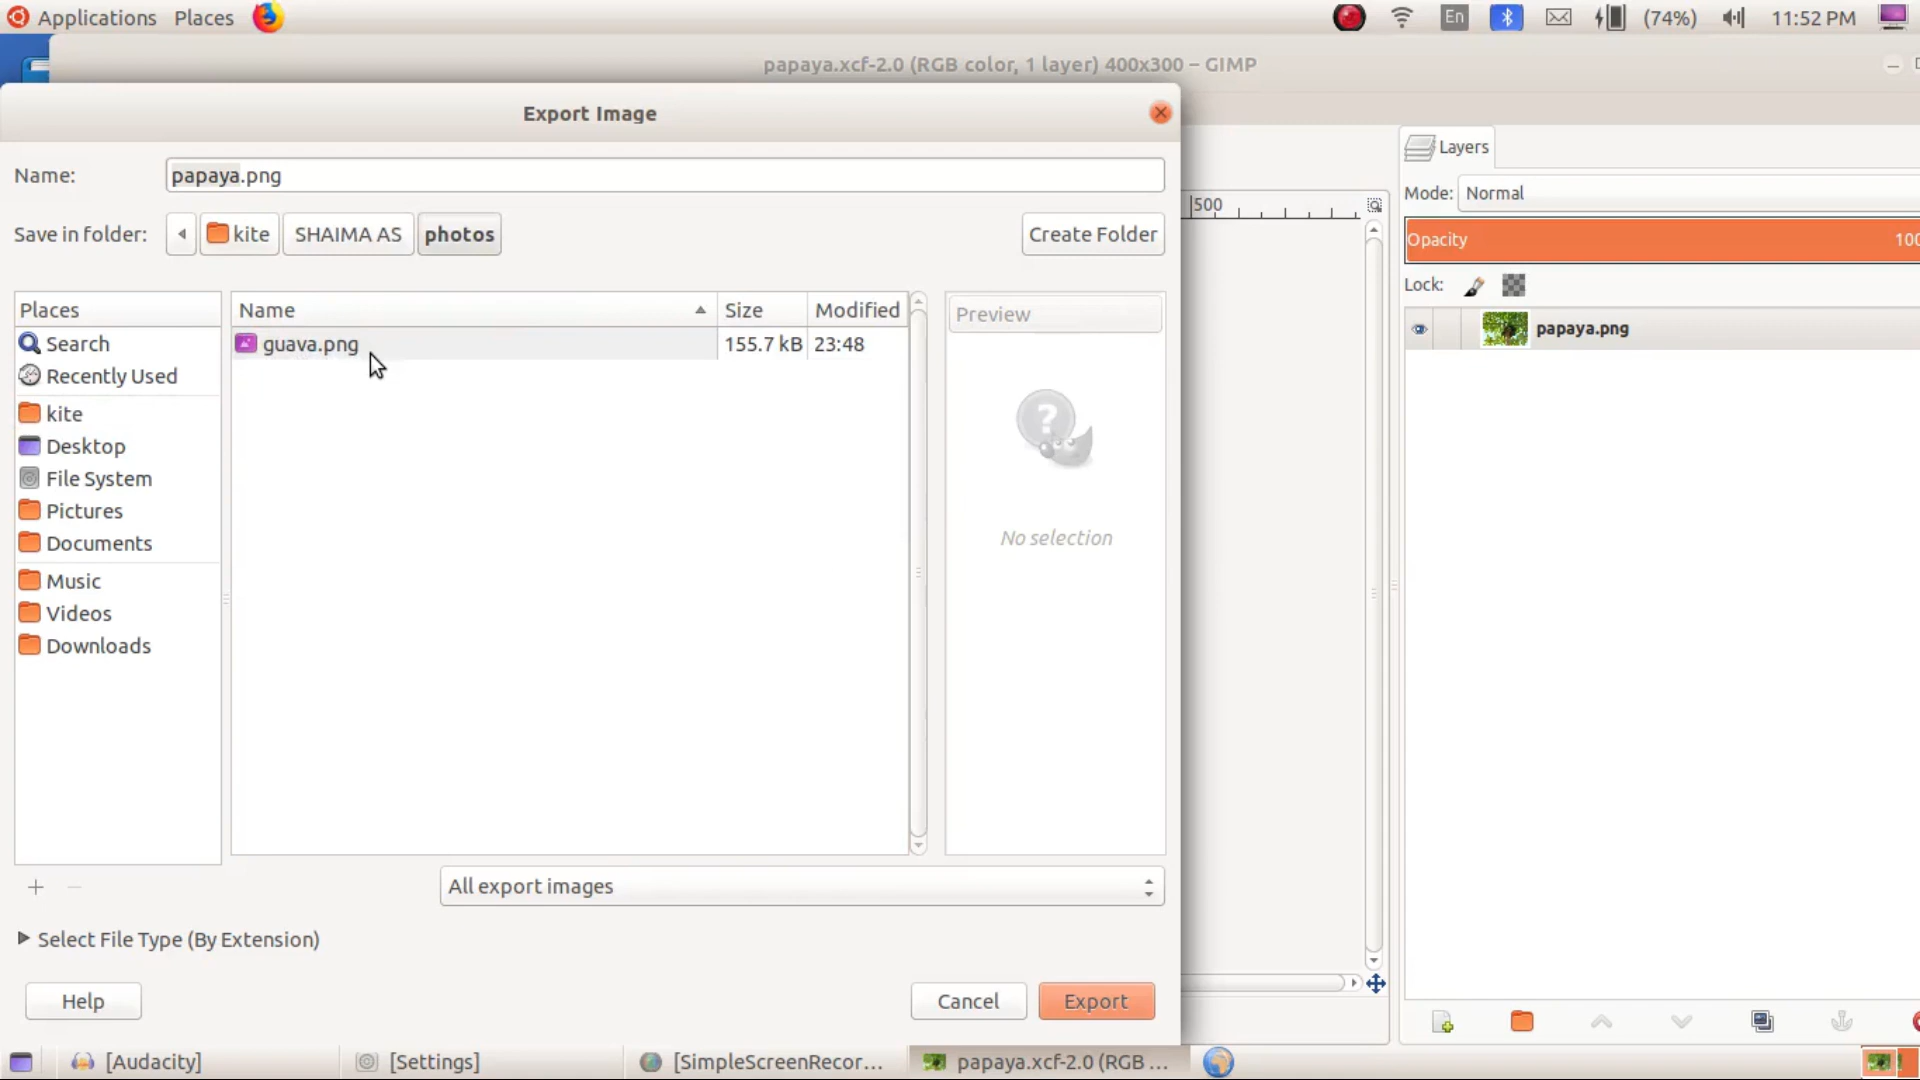 Applications Places En (74%) 11:52 PM
papaya.xcf-2.0 (RGB color, 1 layer) 400x300 – GIMP
Export Image
Name: papaya.png
Save in folder: kite SHAIMA AS photos Create Folder
Places
Search
Recently Used
kite
Desktop
File System
Pictures
Documents
Music
Videos
Downloads
Name Size Modified
guava.png 155.7 kB 23:48
Preview
No selection
All export images
Select File Type (By Extension)
Help Cancel Export
500
Layers
Mode: Normal
Opacity 100
Lock:
papaya.png
[Audacity] [Settings] [SimpleScreenRecor... papaya.xcf-2.0 (RGB ...